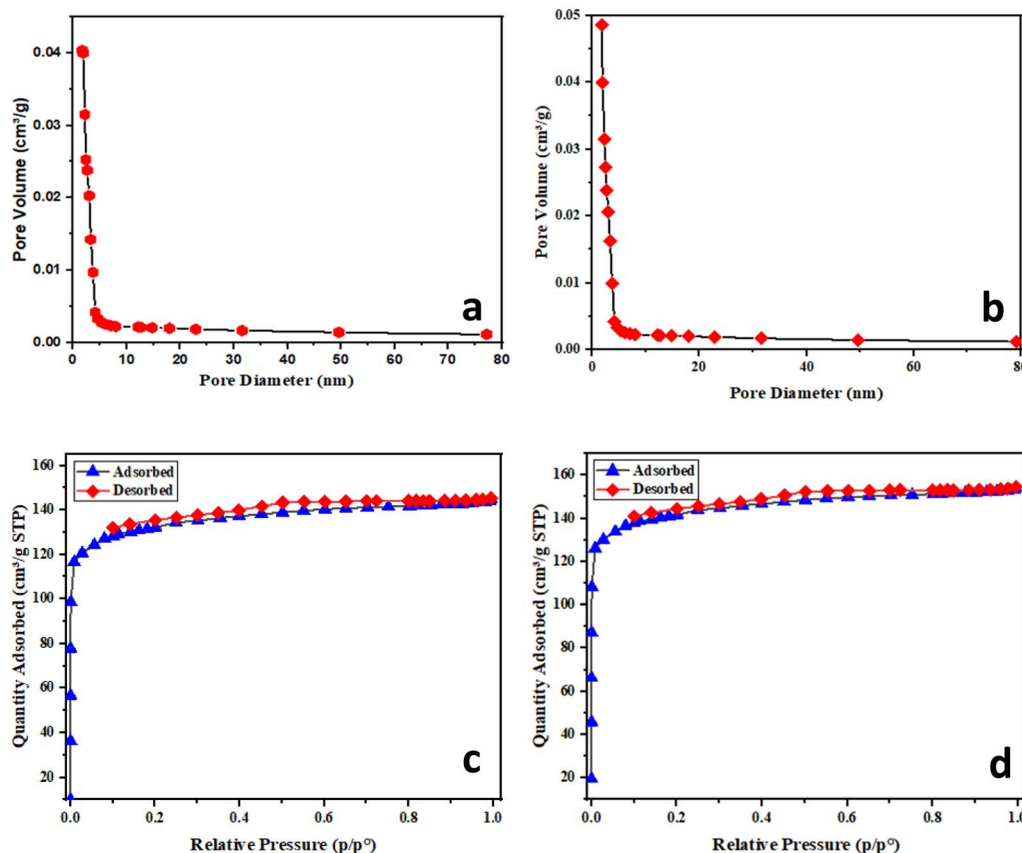 0.04
0.03
0.02
0.01
0.00
Pore Volume (cm³/g)
0 10 20 30 40 50 60 70 80
Pore Diameter (nm)
a
0.05
0.04
0.03
0.02
0.01
0.00
Pore Volume (cm³/g)
0 20 40 60 80
Pore Diameter (nm)
b
160
140
120
100
80
60
40
20
Quantity Adsorbed (cm³/g STP)
Adsorbed
Desorbed
0.0 0.2 0.4 0.6 0.8 1.0
Relative Pressure (p/p°)
c
160
140
120
100
80
60
40
20
Quantity Adsorbed (cm³/g STP)
Adsorbed
Desorbed
0.0 0.2 0.4 0.6 0.8 1.0
Relative Pressure (p/p°)
d